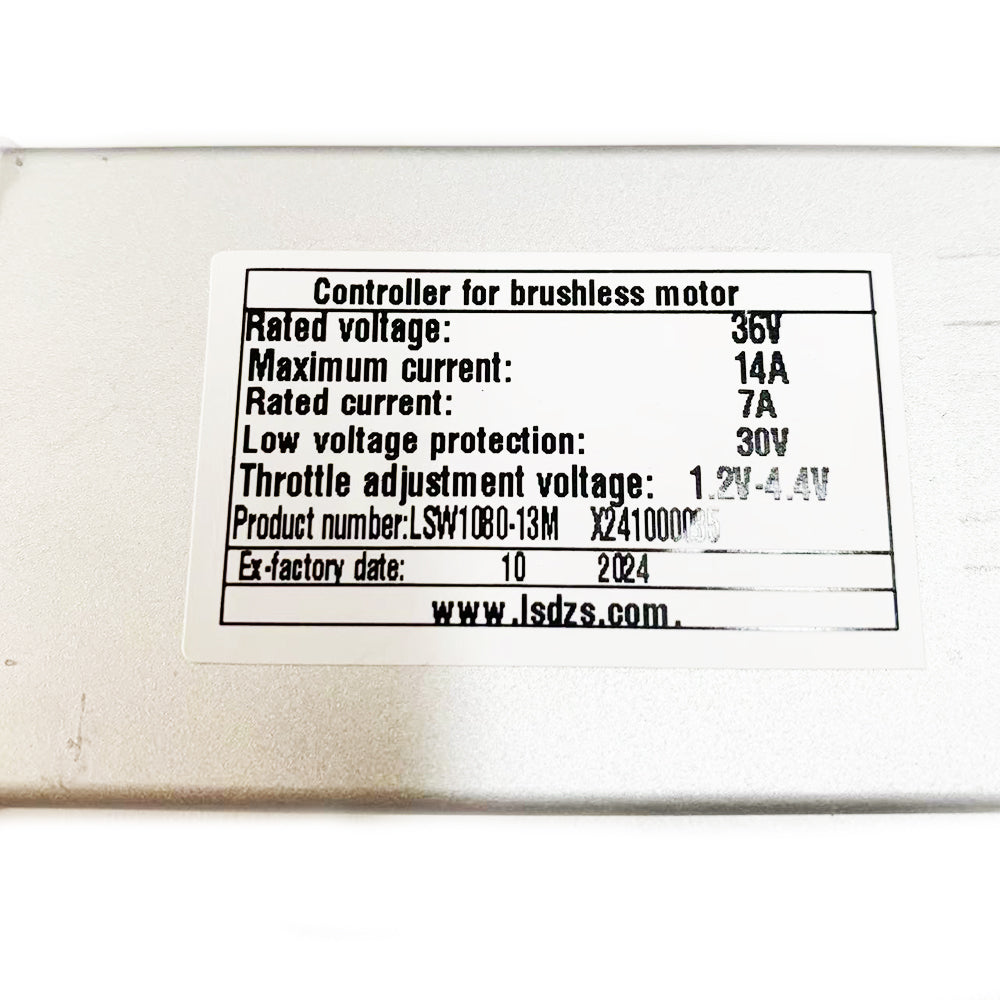 Controller for brushless motor
Rated voltage: 36V
Maximum current: 14A
Rated current: 7A
Low voltage protection: 30V
Throttle adjustment voltage: 1.2V-4.4V
Product number:LSW1080-13M
Ex-factory date: 10 2024
www.lsdzs.com.